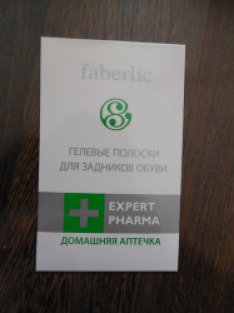 faberlic
ГЕЛЕВЫЕ ПОЛОСКИ
ДЛЯ ЗАДНИКОВ ОБУВИ
EXPERT
PHARMA
ДОМАШНЯЯ АПТЕЧКА